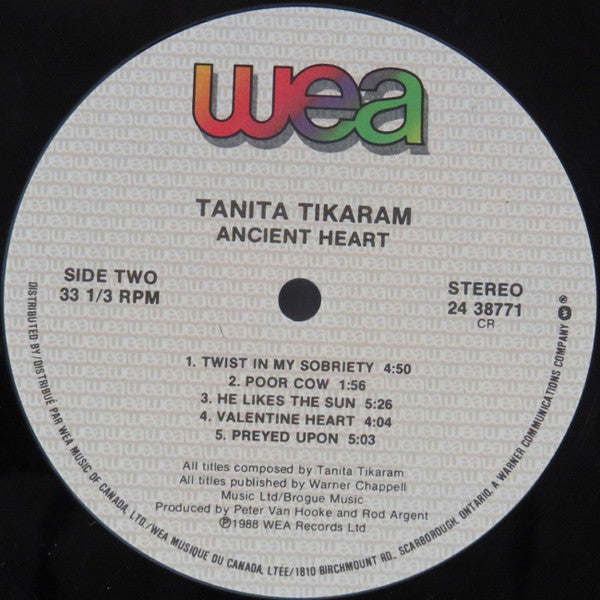 wea
TANITA TIKARAM
ANCIENT HEART
SIDE TWO
33 1/3 RPM
STEREO
24 38771
CR
1. TWIST IN MY SOBRIETY 4:50
2. POOR COW 1:56
3. HE LIKES THE SUN 5:26
4. VALENTINE HEART 4:04
5. PREYED UPON 5:03
All titles composed by Tanita Tikaram
All titles published by Warner Chappell
Music Ltd/Brogue Music
Produced by Peter Van Hooke and Rod Argent
℗1988 WEA Records Ltd.
DISTRIBUTED BY/DISTRIBUÉ PAR WEA MUSIC OF CANADA, LTD./WEA MUSIQUE DU CANADA, LTEE/1810 BIRCHMOUNT RD., SCARBOROUGH, ONTARIO. A WARNER COMMUNICATIONS COMPANY ®